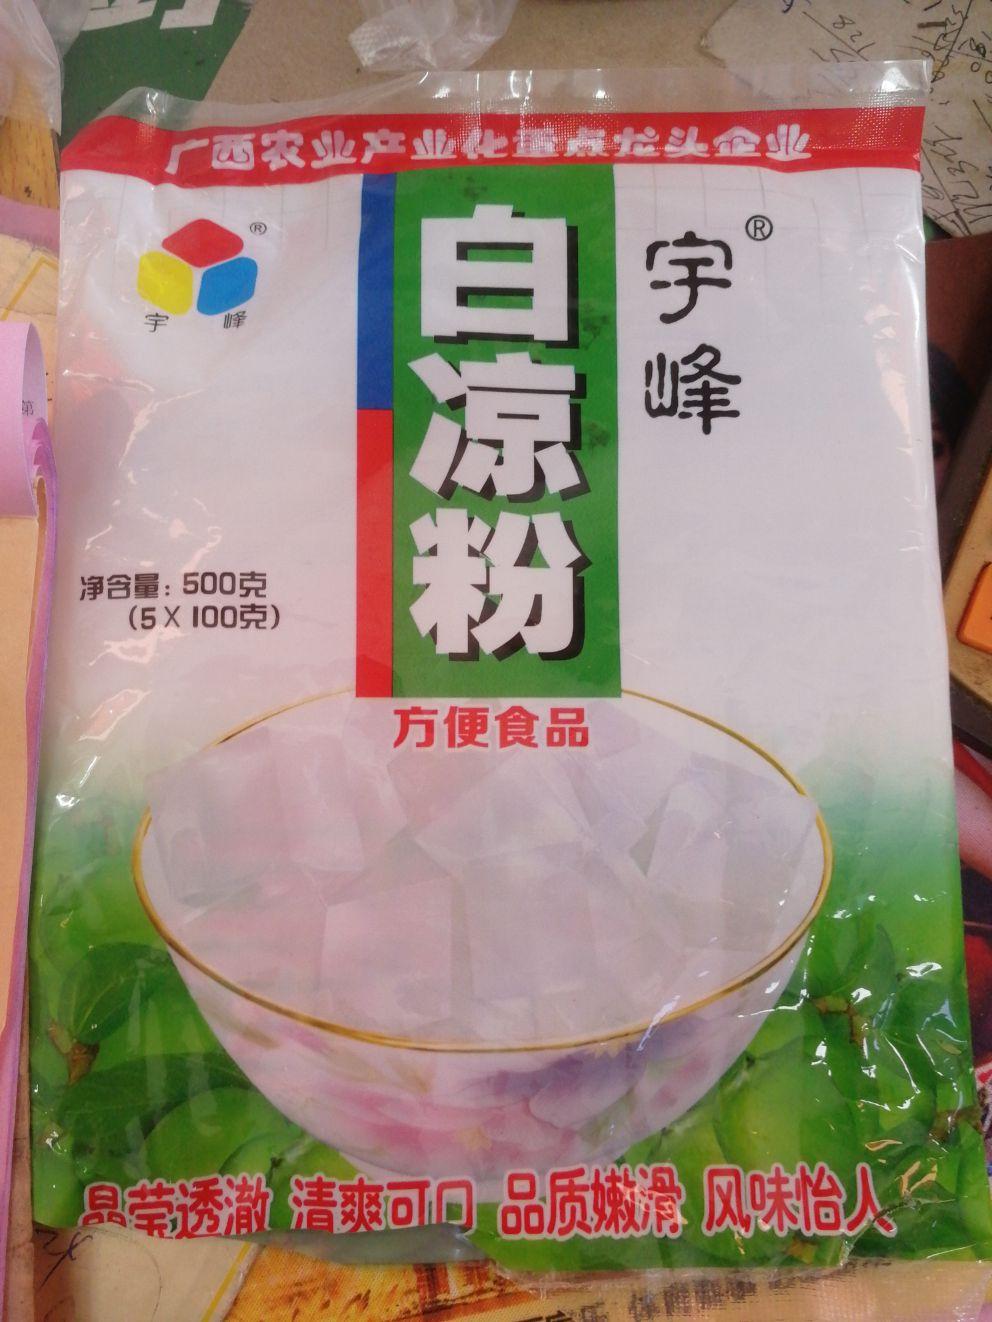 广西农业产业化重点龙头企业
®
宇峰
白凉粉
宇峰®
净含量：500克
（5X100克）
方便食品
晶莹透澈 清爽可口 品质嫩滑 风味怡人
第